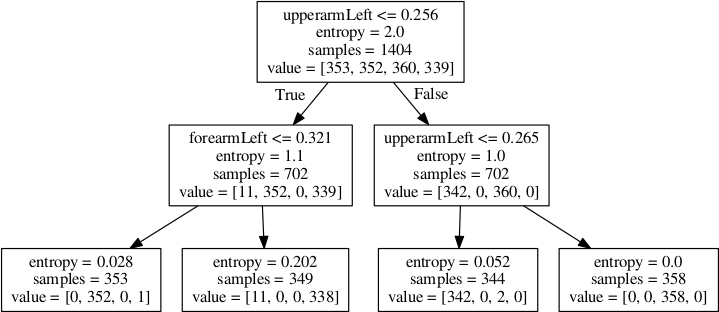 upperarmLeft <= 0.256
entropy = 2.0
samples = 1404
value = [353, 352, 360, 339]
True
False
forearmLeft <= 0.321
entropy = 1.1
samples = 702
value = [11, 352, 0, 339]
upperarmLeft <= 0.265
entropy = 1.0
samples = 702
value = [342, 0, 360, 0]
entropy = 0.028
samples = 353
value = [0, 352, 0, 1]
entropy = 0.202
samples = 349
value = [11, 0, 0, 338]
entropy = 0.052
samples = 344
value = [342, 0, 2, 0]
entropy = 0.0
samples = 358
value = [0, 0, 358, 0]